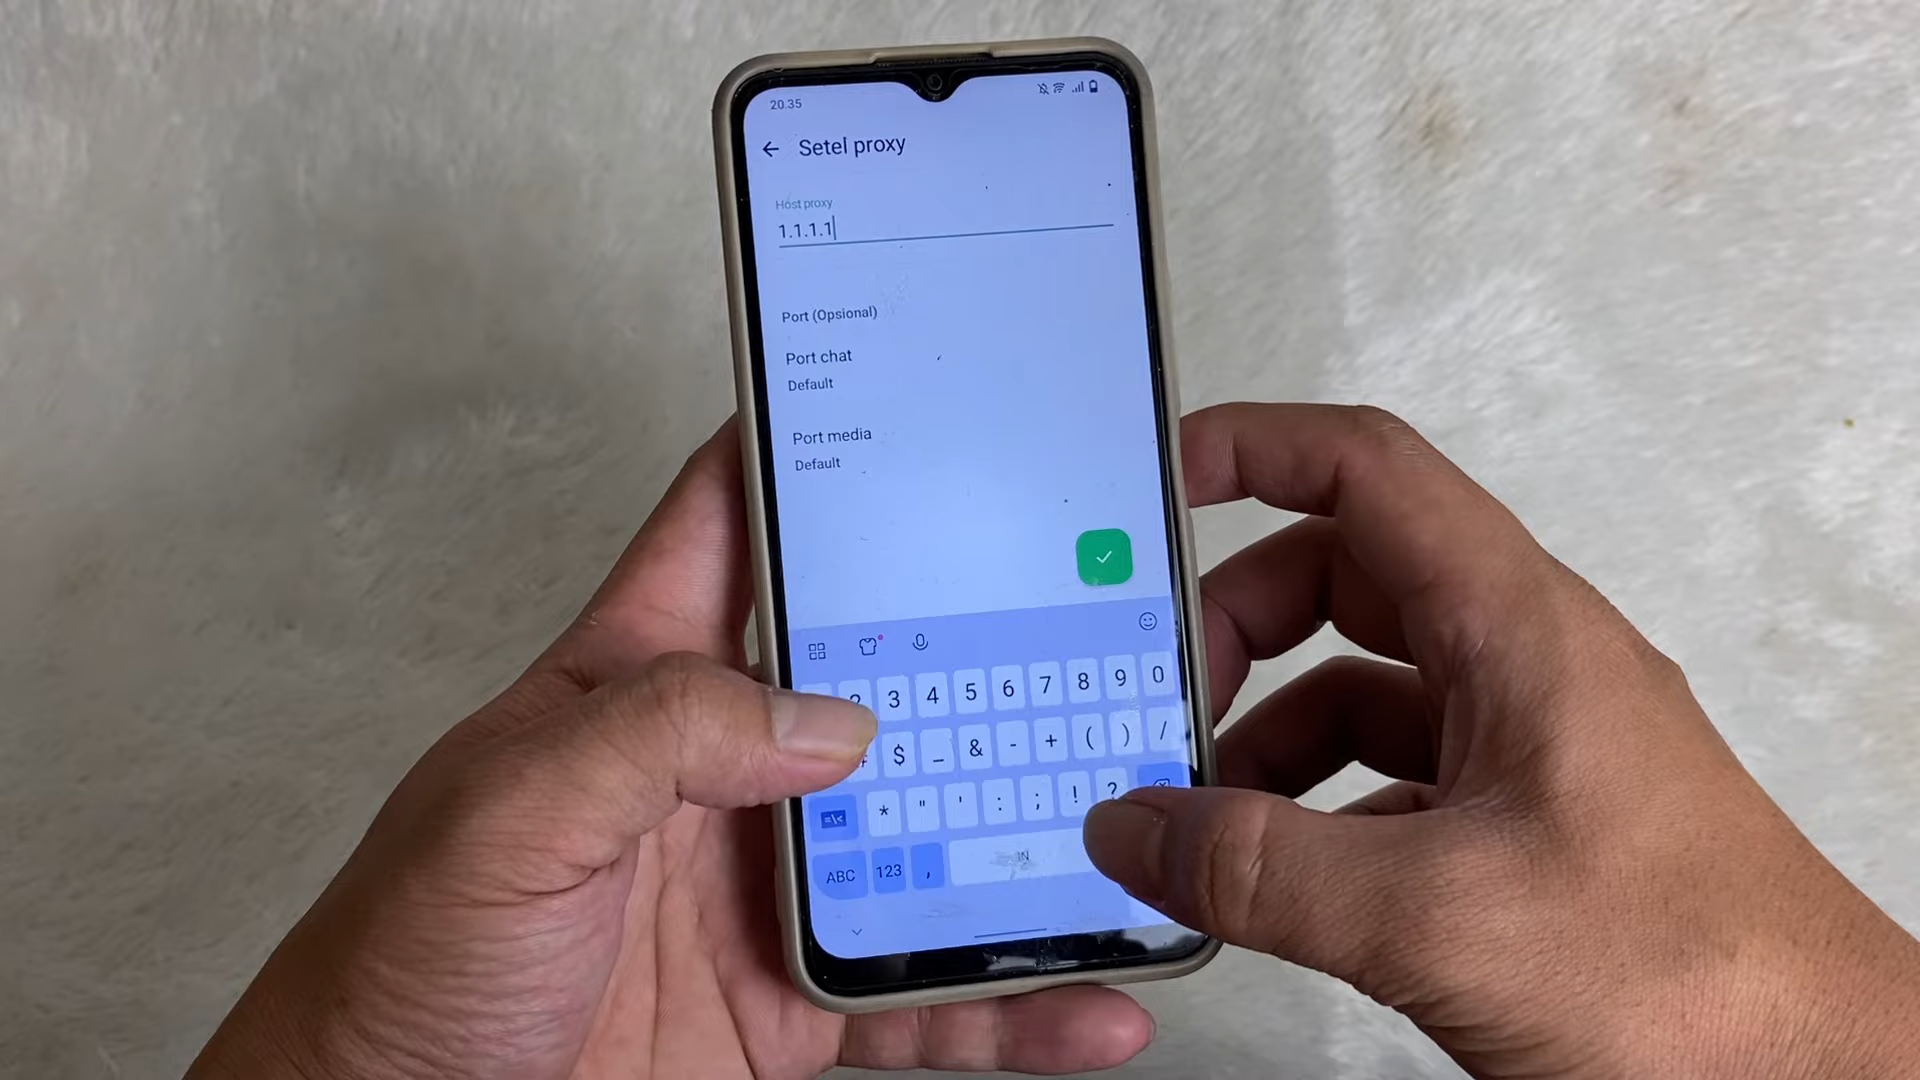 20.35
Setel proxy
Host proxy
1.1.1.1
Port (Opsional)
Port chat
Default
Port media
Default
3 4 5 6 7 8 9 0
$ _ & - + ( ) /
=\< * " ' : ; ! ?
ABC 123 ,